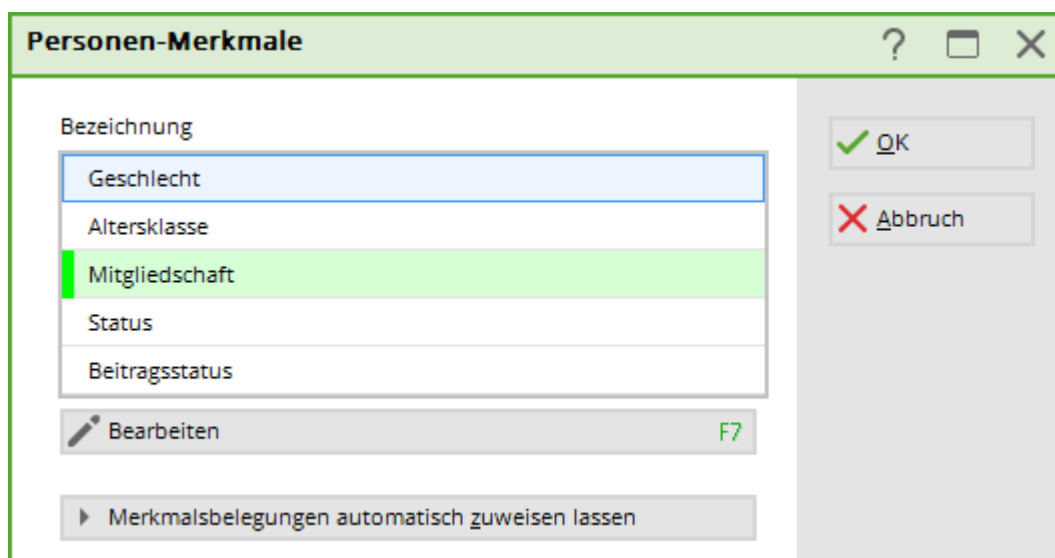 Personen-Merkmale
?
Bezeichnung
Geschlecht
Altersklasse
Mitgliedschaft
Status
Beitragsstatus
Bearbeiten F7
Merkmalsbelegungen automatisch zuweisen lassen
OK
Abbruch